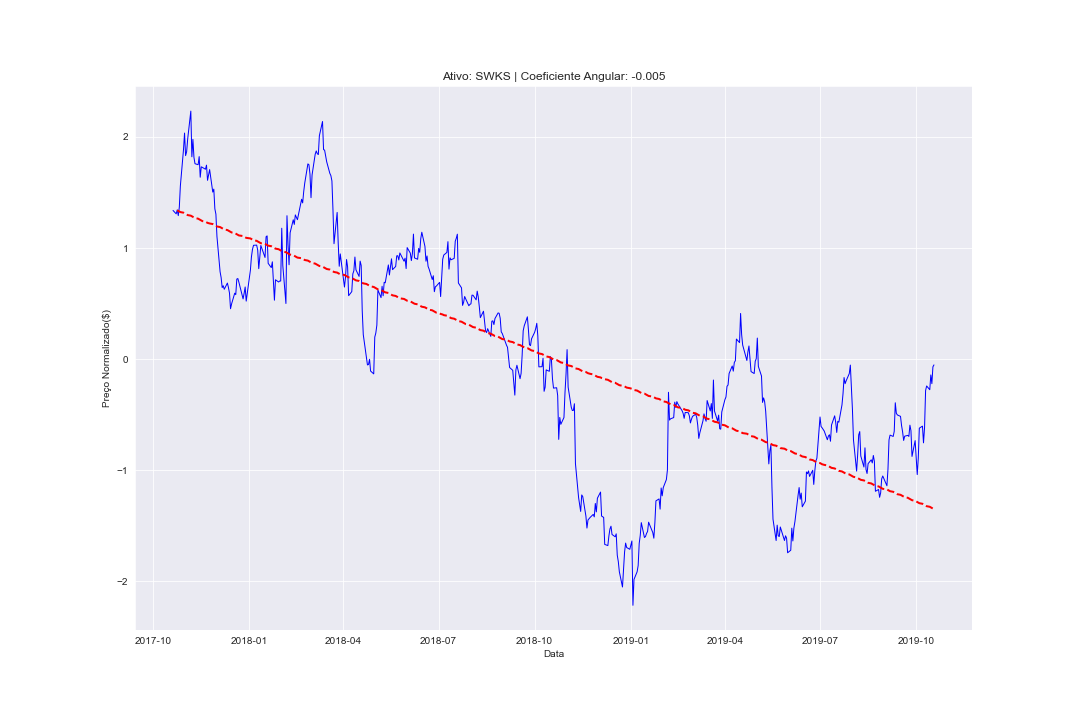 Ativo: SWKS | Coeficiente Angular: -0.005
Preço Normalizado($)
2
1
0
−1
−2
2017-10 2018-01 2018-04 2018-07 2018-10 2019-01 2019-04 2019-07 2019-10
Data